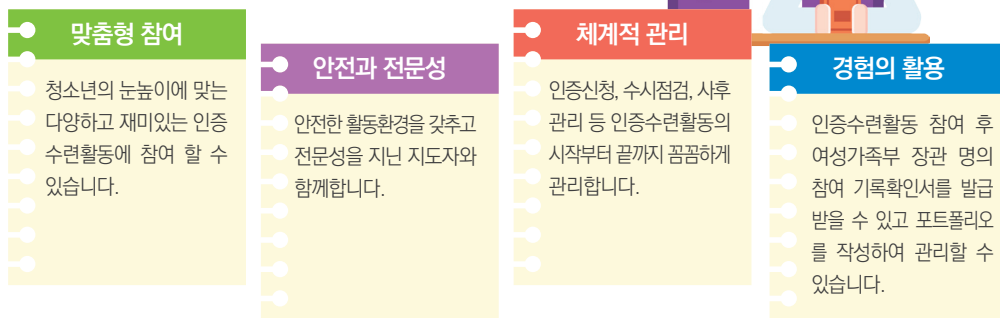 맞춤형 참여
청소년의 눈높이에 맞는
다양하고 재미있는 인증
수련활동에 참여 할 수
있습니다.
안전과 전문성
안전한 활동환경을 갖추고
전문성을 지닌 지도자와
함께합니다.
체계적 관리
인증신청, 수시점검, 사후
관리 등 인증수련활동의
시작부터 끝까지 꼼꼼하게
관리합니다.
경험의 활용
인증수련활동 참여 후
여성가족부 장관 명의
참여 기록확인서를 발급
받을 수 있고 포트폴리오
를 작성하여 관리할 수
있습니다.